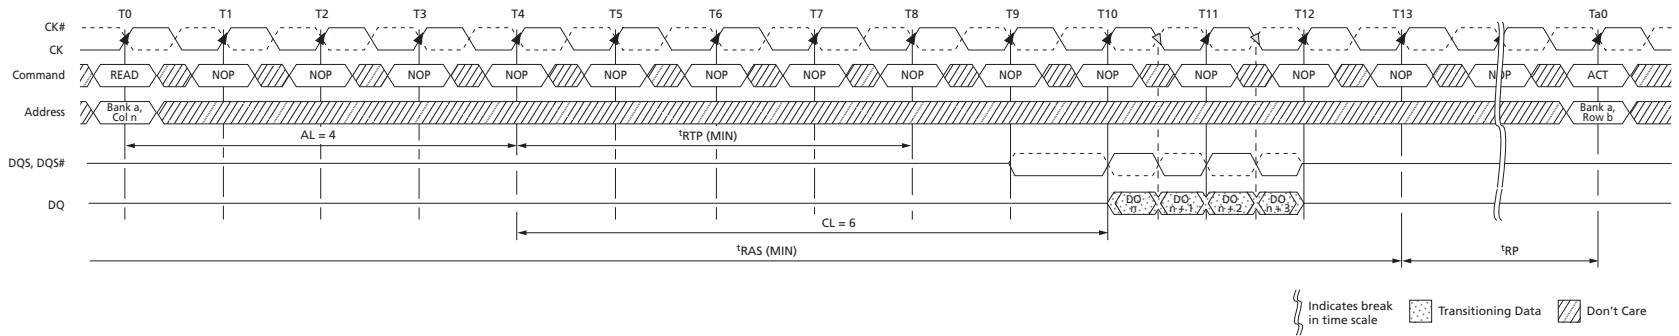 T0 T1 T2 T3 T4 T5 T6 T7 T8 T9 T10 T11 T12 T13 Ta0
CK#
CK
Command READ NOP NOP NOP NOP NOP NOP NOP NOP NOP NOP NOP NOP NOP NOP ACT
Address Bank a, Col n Bank a, Row b
AL = 4 tRTP (MIN)
DQS, DQS#
DQ DO n DO n + 1 DO n + 2 DO n + 3
CL = 6
tRAS (MIN) tRP
Indicates break
in time scale
Transitioning Data
Don't Care